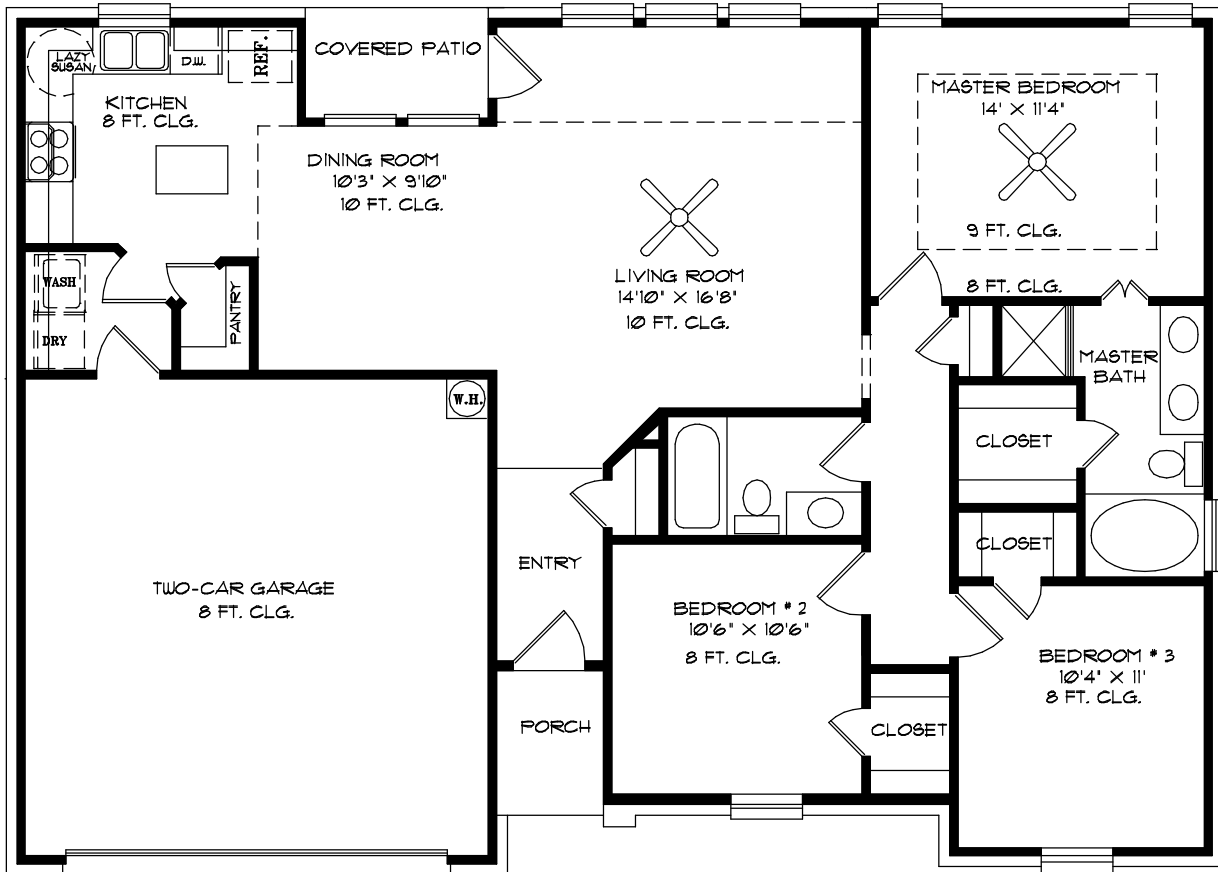 LAZY
SUSAN
D.W.
REF.
COVERED PATIO
KITCHEN
8 FT. CLG.
MASTER BEDROOM
14' X 11'4"
9 FT. CLG.
8 FT. CLG.
DINING ROOM
10'3" X 9'10"
10 FT. CLG.
LIVING ROOM
14'10" X 16'8"
10 FT. CLG.
WASH
DRY
PANTRY
W.H.
MASTER
BATH
CLOSET
CLOSET
ENTRY
TWO-CAR GARAGE
8 FT. CLG.
BEDROOM # 2
10'6" X 10'6"
8 FT. CLG.
BEDROOM # 3
10'4" X 11'
8 FT. CLG.
PORCH
CLOSET